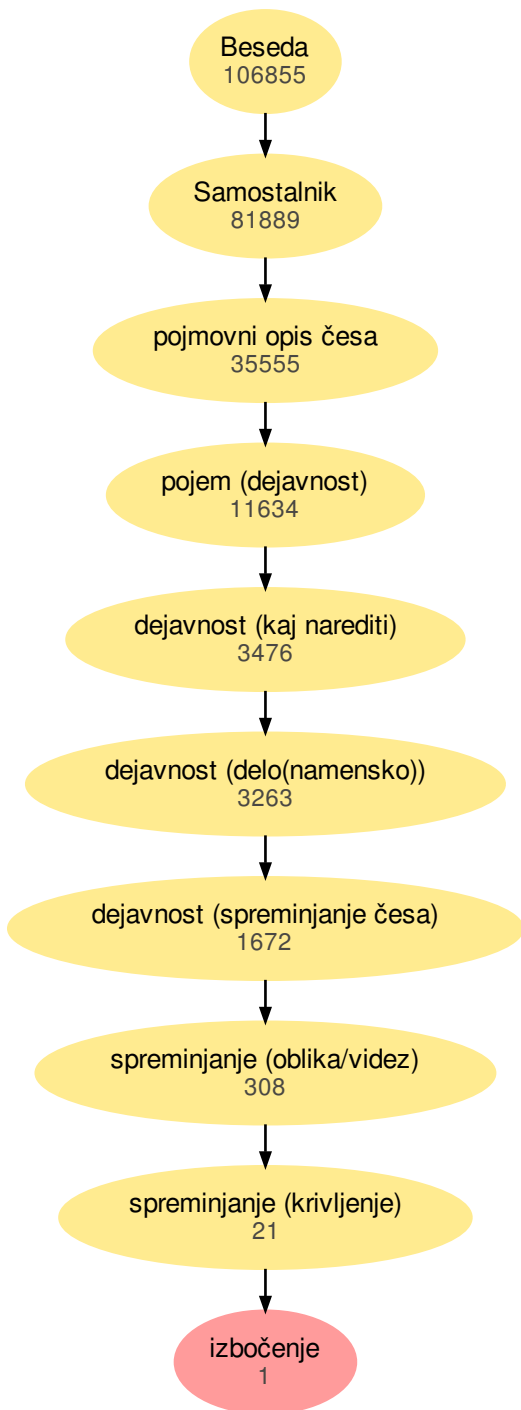 Beseda
106855
Samostalnik
81889
pojmovni opis česa
35555
pojem (dejavnost)
11634
dejavnost (kaj narediti)
3476
dejavnost (delo(namensko))
3263
dejavnost (spreminjanje česa)
1672
spreminjanje (oblika/videz)
308
spreminjanje (krivljenje)
21
izbočenje
1